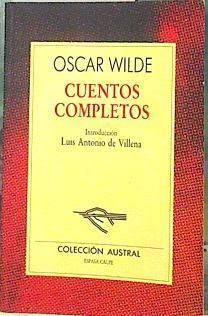 OSCAR WILDE
CUENTOS
COMPLETOS
Introducción
Luis Antonio de Villena
COLECCIÓN AUSTRAL
ESPASA CALPE